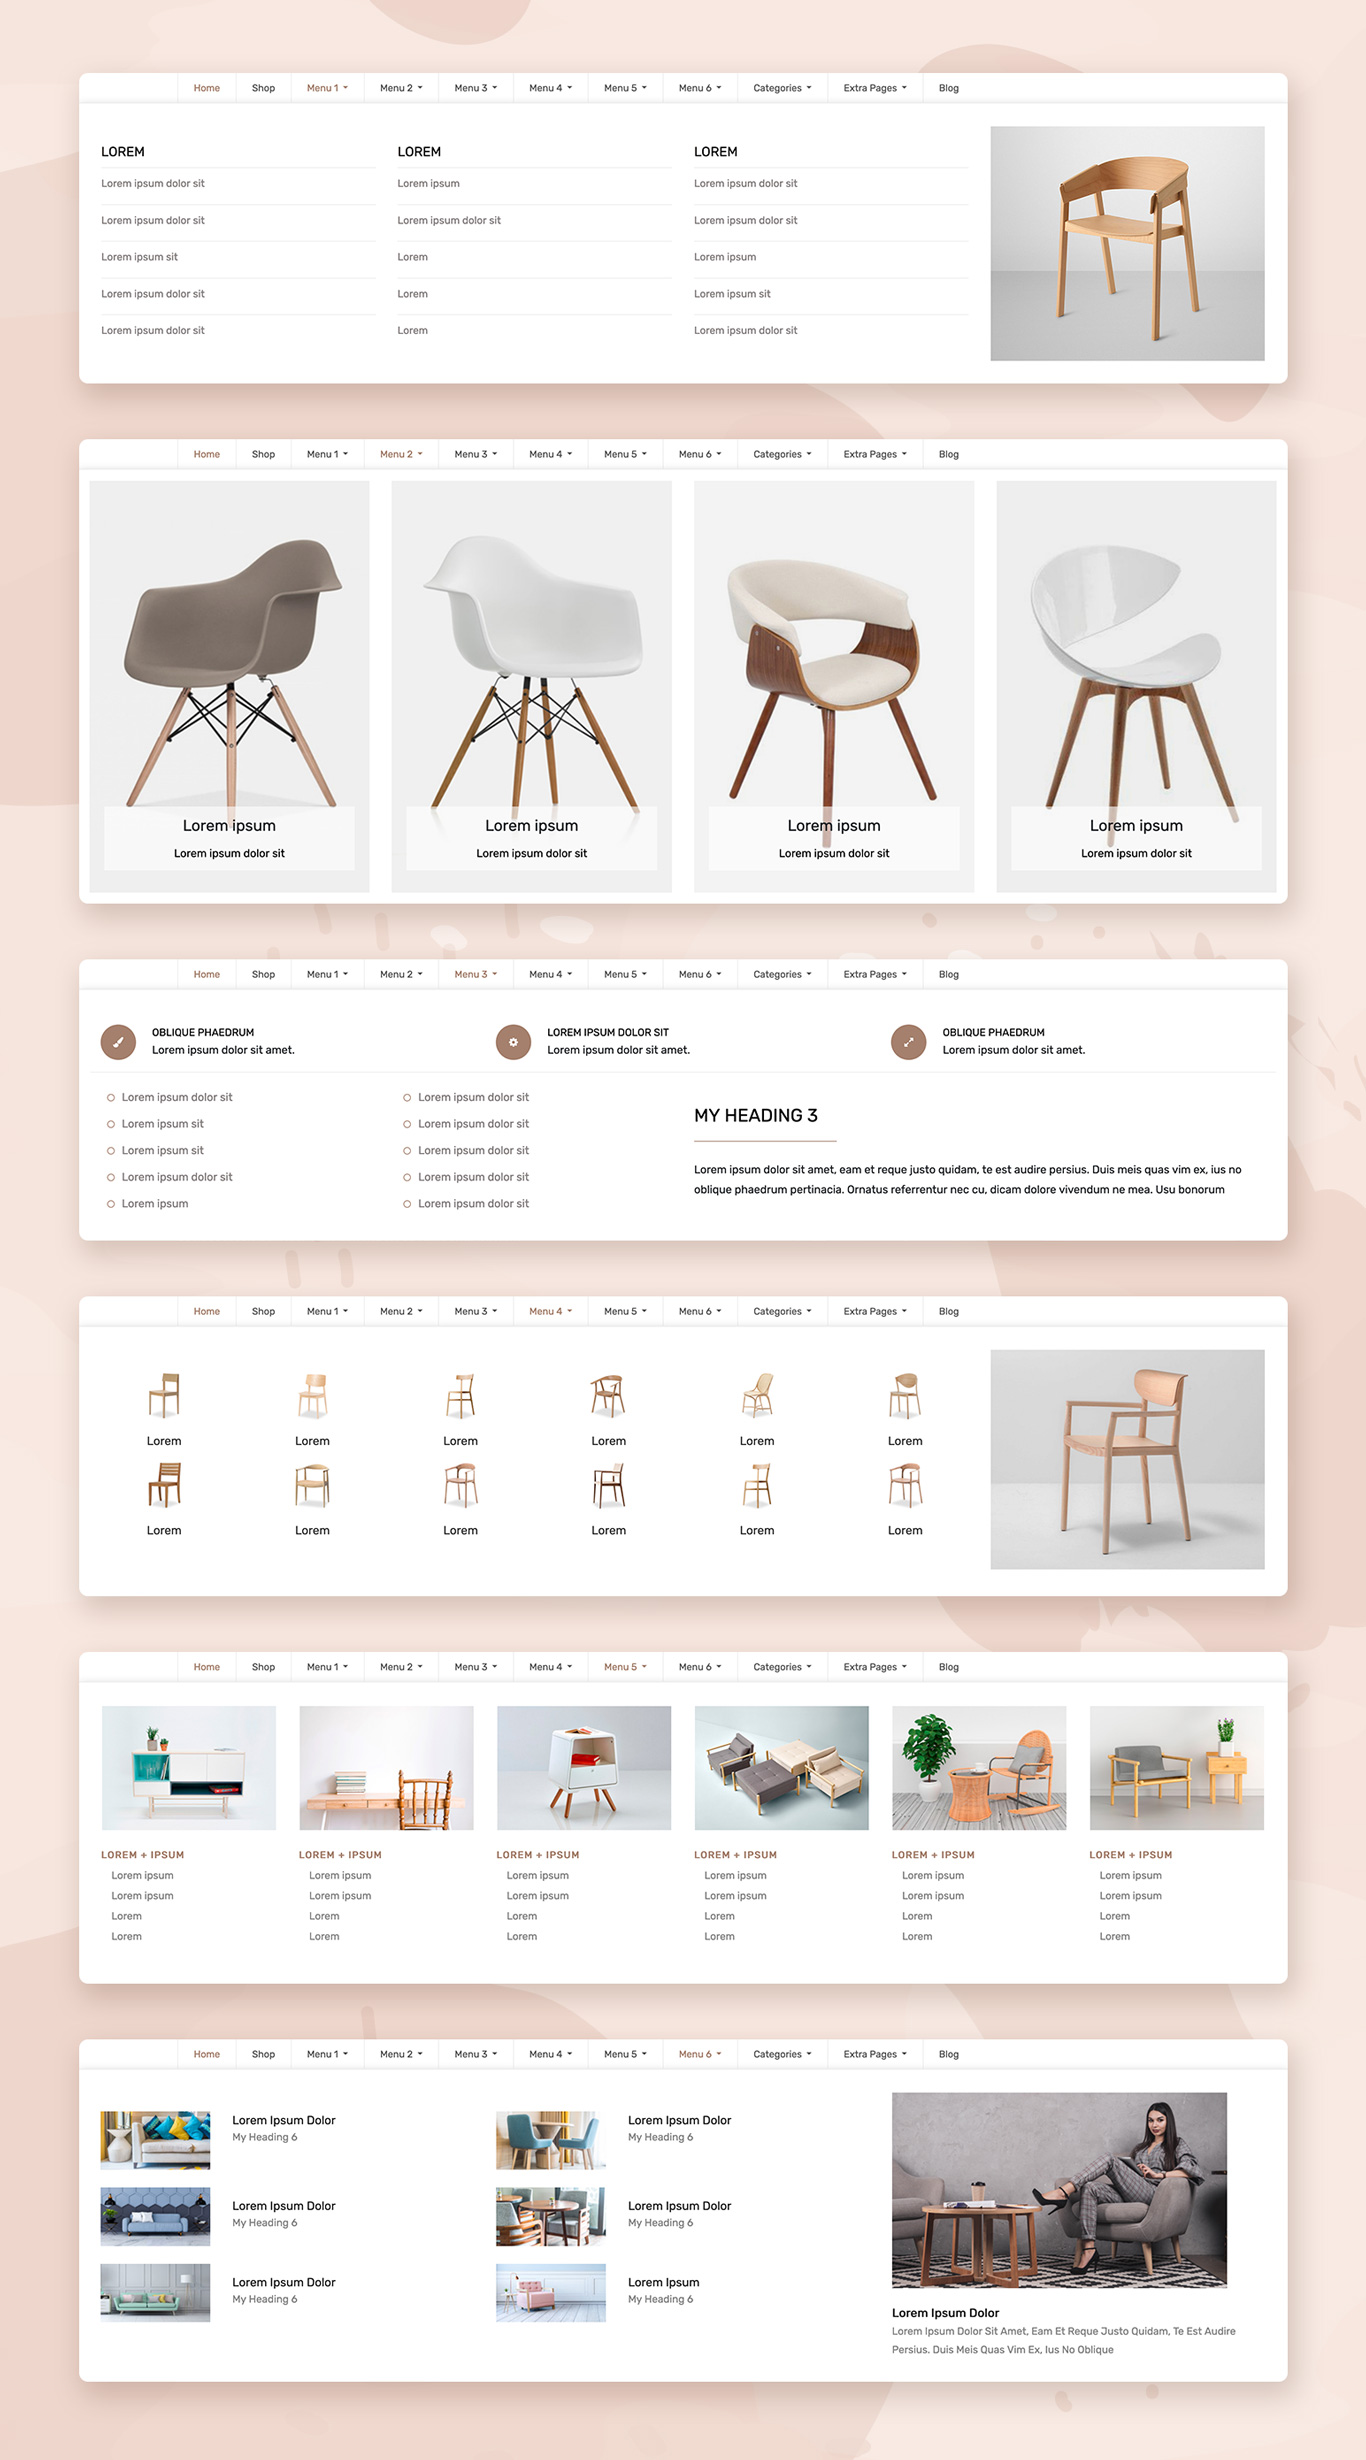 Home Shop Menu 1 Menu 2 Menu 3 Menu 4 Menu 5 Menu 6 Categories Extra Pages Blog
LOREM LOREM LOREM
Lorem ipsum dolor sit Lorem ipsum Lorem ipsum dolor sit
Lorem ipsum dolor sit Lorem ipsum dolor sit Lorem ipsum dolor sit
Lorem ipsum sit Lorem Lorem ipsum
Lorem ipsum dolor sit Lorem Lorem ipsum sit
Lorem ipsum dolor sit Lorem Lorem ipsum dolor sit
Home Shop Menu 1 Menu 2 Menu 3 Menu 4 Menu 5 Menu 6 Categories Extra Pages Blog
Lorem ipsum Lorem ipsum Lorem ipsum Lorem ipsum
Lorem ipsum dolor sit Lorem ipsum dolor sit Lorem ipsum dolor sit Lorem ipsum dolor sit
Home Shop Menu 1 Menu 2 Menu 3 Menu 4 Menu 5 Menu 6 Categories Extra Pages Blog
OBLIQUE PHAEDRUM LOREM IPSUM DOLOR SIT OBLIQUE PHAEDRUM
Lorem ipsum dolor sit amet. Lorem ipsum dolor sit amet. Lorem ipsum dolor sit amet.
Lorem ipsum dolor sit Lorem ipsum dolor sit
Lorem ipsum sit Lorem ipsum dolor sit
Lorem ipsum sit Lorem ipsum dolor sit
Lorem ipsum dolor sit Lorem ipsum dolor sit
Lorem ipsum Lorem ipsum dolor sit
MY HEADING 3
Lorem ipsum dolor sit amet, eam et reque justo quidam, te est audire persius. Duis meis quas vim ex, ius no
oblique phaedrum pertinacia. Ornatus referrentur nec cu, dicam dolore vivendum ne mea. Usu bonorum
Home Shop Menu 1 Menu 2 Menu 3 Menu 4 Menu 5 Menu 6 Categories Extra Pages Blog
Lorem Lorem Lorem Lorem Lorem Lorem
Lorem Lorem Lorem Lorem Lorem Lorem
Home Shop Menu 1 Menu 2 Menu 3 Menu 4 Menu 5 Menu 6 Categories Extra Pages Blog
LOREM + IPSUM LOREM + IPSUM LOREM + IPSUM LOREM + IPSUM LOREM + IPSUM LOREM + IPSUM
Lorem ipsum Lorem ipsum Lorem ipsum Lorem ipsum Lorem ipsum Lorem ipsum
Lorem ipsum Lorem ipsum Lorem ipsum Lorem ipsum Lorem ipsum Lorem ipsum
Lorem Lorem Lorem Lorem Lorem Lorem
Lorem Lorem Lorem Lorem Lorem Lorem
Home Shop Menu 1 Menu 2 Menu 3 Menu 4 Menu 5 Menu 6 Categories Extra Pages Blog
Lorem Ipsum Dolor Lorem Ipsum Dolor
My Heading 6 My Heading 6
Lorem Ipsum Dolor Lorem Ipsum Dolor
My Heading 6 My Heading 6
Lorem Ipsum Dolor Lorem Ipsum
My Heading 6 My Heading 6
Lorem Ipsum Dolor
Lorem Ipsum Dolor Sit Amet, Eam Et Reque Justo Quidam, Te Est Audire
Persius. Duis Meis Quas Vim Ex, Ius No Oblique